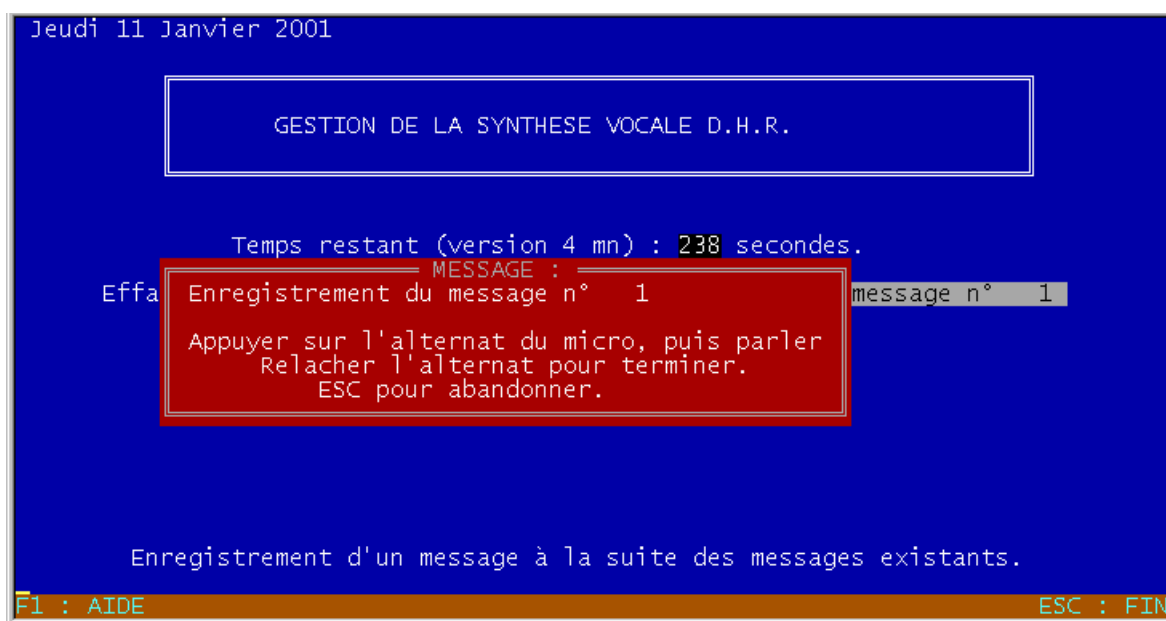 Jeudi 11 Janvier 2001
GESTION DE LA SYNTHESE VOCALE D.H.R.
Temps restant (version 4 mn) : 238 secondes.
MESSAGE :
Effa
Enregistrement du message n° 1
message n° 1
Appuyer sur l'alternat du micro, puis parler
Relacher l'alternat pour terminer.
ESC pour abandonner.
Enregistrement d'un message à la suite des messages existants.
F1 : AIDE ESC : FIN